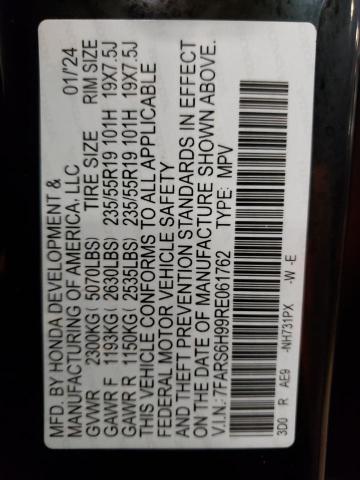 MFD. BY HONDA DEVELOPMENT &
MANUFACTURING OF AMERICA, LLC 01/'24
GVWR 2300KG ( 5070LBS) TIRE SIZE RIM SIZE
GAWR F 1193KG ( 2630LBS) 235/55R19 101H 19X7.5J
GAWR R 1150KG ( 2535LBS) 235/55R19 101H 19X7.5J
THIS VEHICLE CONFORMS TO ALL APPLICABLE
FEDERAL MOTOR VEHICLE SAFETY
AND THEFT PREVENTION STANDARDS IN EFFECT
ON THE DATE OF MANUFACTURE SHOWN ABOVE.
V.I.N.: 7FARS6H99RE061762 TYPE: MPV
3D0 R AE9 -NH731PX -W -E